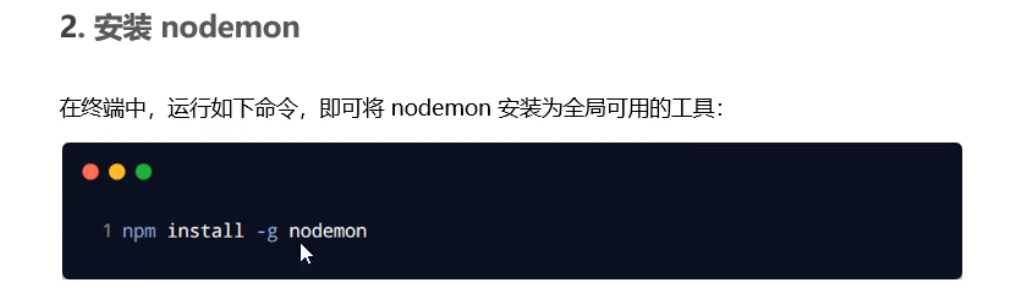 2. 安装 nodemon
在终端中，运行如下命令，即可将 nodemon 安装为全局可用的工具：
1 npm install -g nodemon